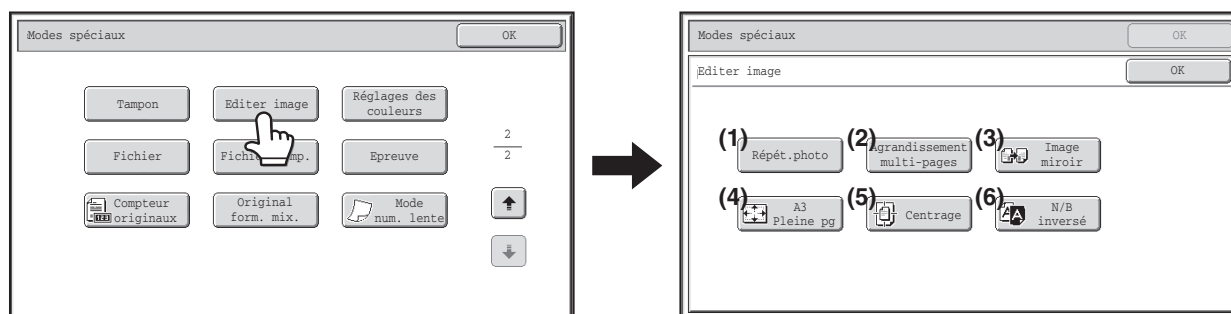 Modes spéciaux
OK
Tampon
Editer image
Réglages des
couleurs
Fichier
Epreuve
2
2
Compteur
originaux
123
Original
form. mix.
Mode
num. lente
Modes spéciaux
OK
Editer image
OK
(1)
Répét.photo
(2)
Agrandissement
multi-pages
(3)
Image
miroir
(4)
A3
Pleine pg
(5)
Centrage
(6)
N/B
inversé